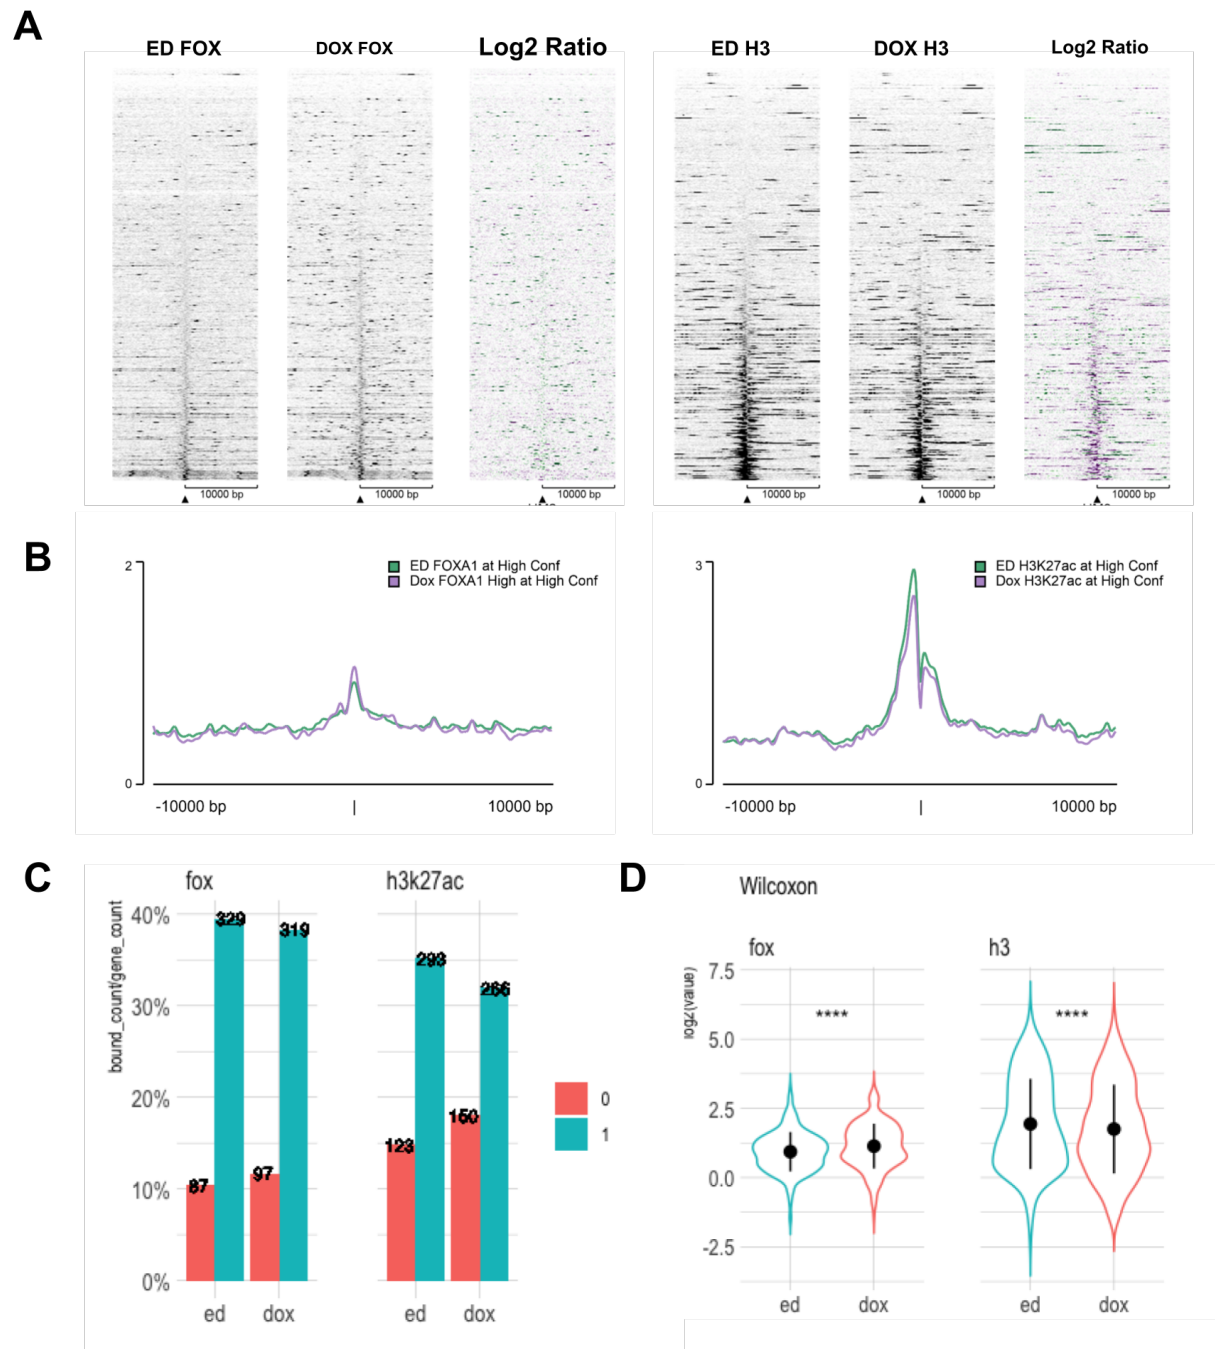 A
ED FOX
DOX FOX
Log2 Ratio
ED H3
DOX H3
Log2 Ratio
10000 bp
10000 bp
10000 bp
10000 bp
10000 bp
10000 bp
B
2
ED FOXA1 at High Conf
Dox FOXA1 High at High Conf
0
-10000 bp
|
10000 bp
3
ED H3K27ac at High Conf
Dox H3K27ac at High Conf
0
-10000 bp
|
10000 bp
C
fox
h3k27ac
bound_count/gene_count
40%
30%
20%
10%
0%
329
319
87
97
293
266
123
150
ed
dox
ed
dox
0
1
D
Wilcoxon
fox
h3
log2(value)
7.5
5.0
2.5
0.0
-2.5
****
****
ed
dox
ed
dox